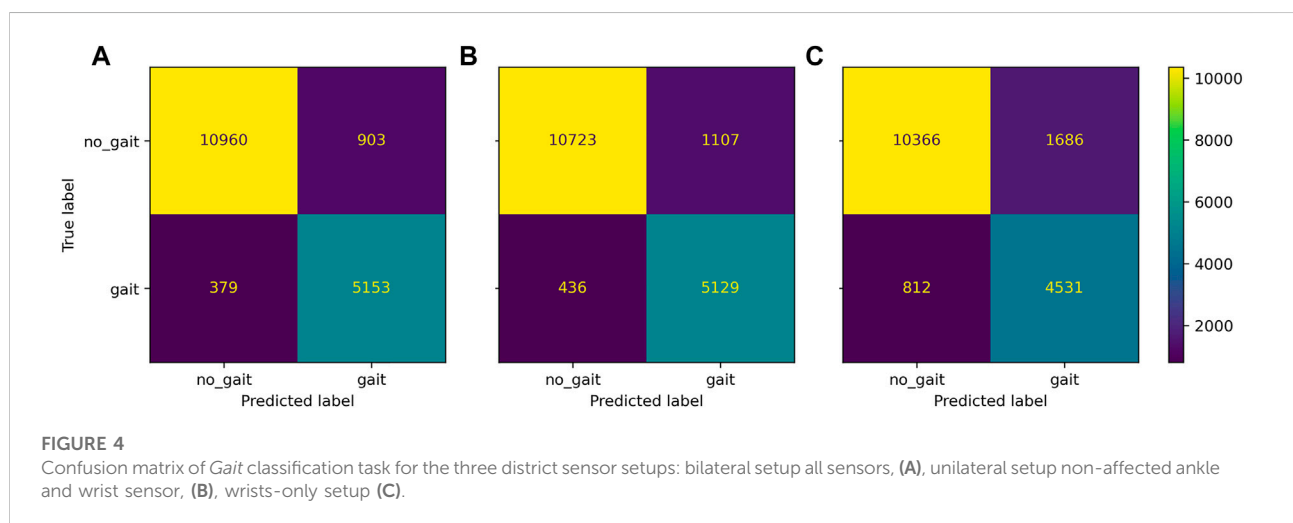 A
B
C
no_gait
10960
903
10723
1107
10366
1686
10000
8000
6000
4000
2000
True label
gait
379
5153
436
5129
812
4531
no_gait
gait
no_gait
gait
no_gait
gait
Predicted label
Predicted label
Predicted label
FIGURE 4
Confusion matrix of Gait classification task for the three district sensor setups: bilateral setup all sensors, (A), unilateral setup non-affected ankle
and wrist sensor, (B), wrists-only setup (C).